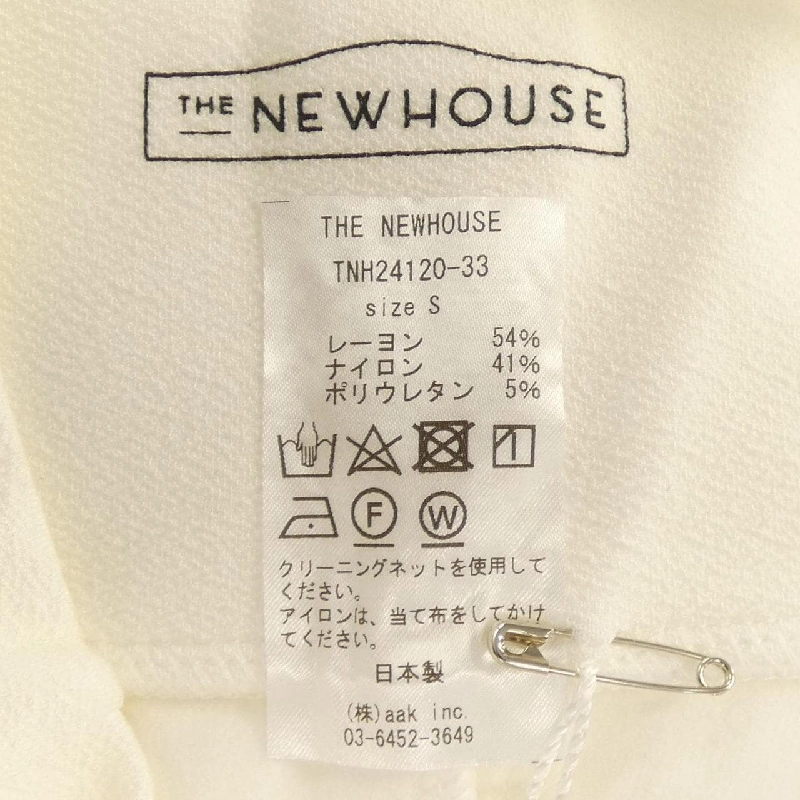 THE NEWHOUSE
THE NEWHOUSE
TNH24120-33
size S
レーヨン 54%
ナイロン 41%
ポリウレタン 5%
F W
クリーニングネットを使用して
ください。
アイロンは、当て布をしてかけ
てください。
日本製
(株)aak inc.
03-6452-3649